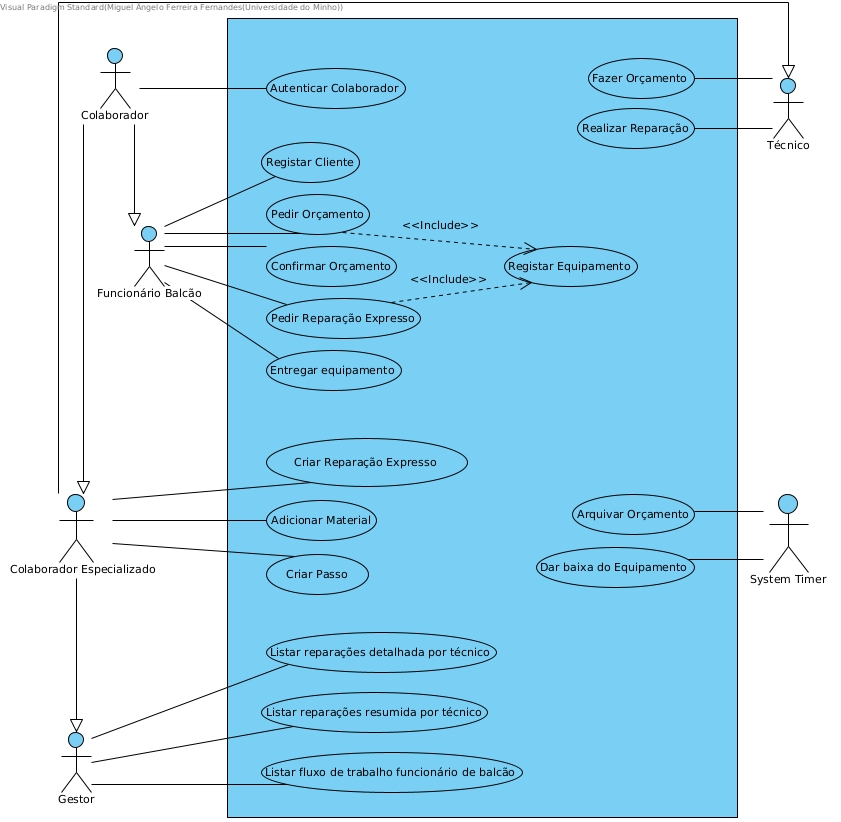 Visual Paradigm Standard(Miguel Ângelo Ferreira Fernandes(Universidade do Minho))
Colaborador
Autenticar Colaborador
Fazer Orçamento
Realizar Reparação
Técnico
Registar Cliente
Pedir Orçamento
<<Include>>
Confirmar Orçamento
Registar Equipamento
<<Include>>
Funcionário Balcão
Pedir Reparação Expresso
Entregar equipamento
Criar Reparação Expresso
Adicionar Material
Arquivar Orçamento
Colaborador Especializado
Criar Passo
Dar baixa do Equipamento
System Timer
Listar reparações detalhada por técnico
Listar reparações resumida por técnico
Listar fluxo de trabalho funcionário de balcão
Gestor